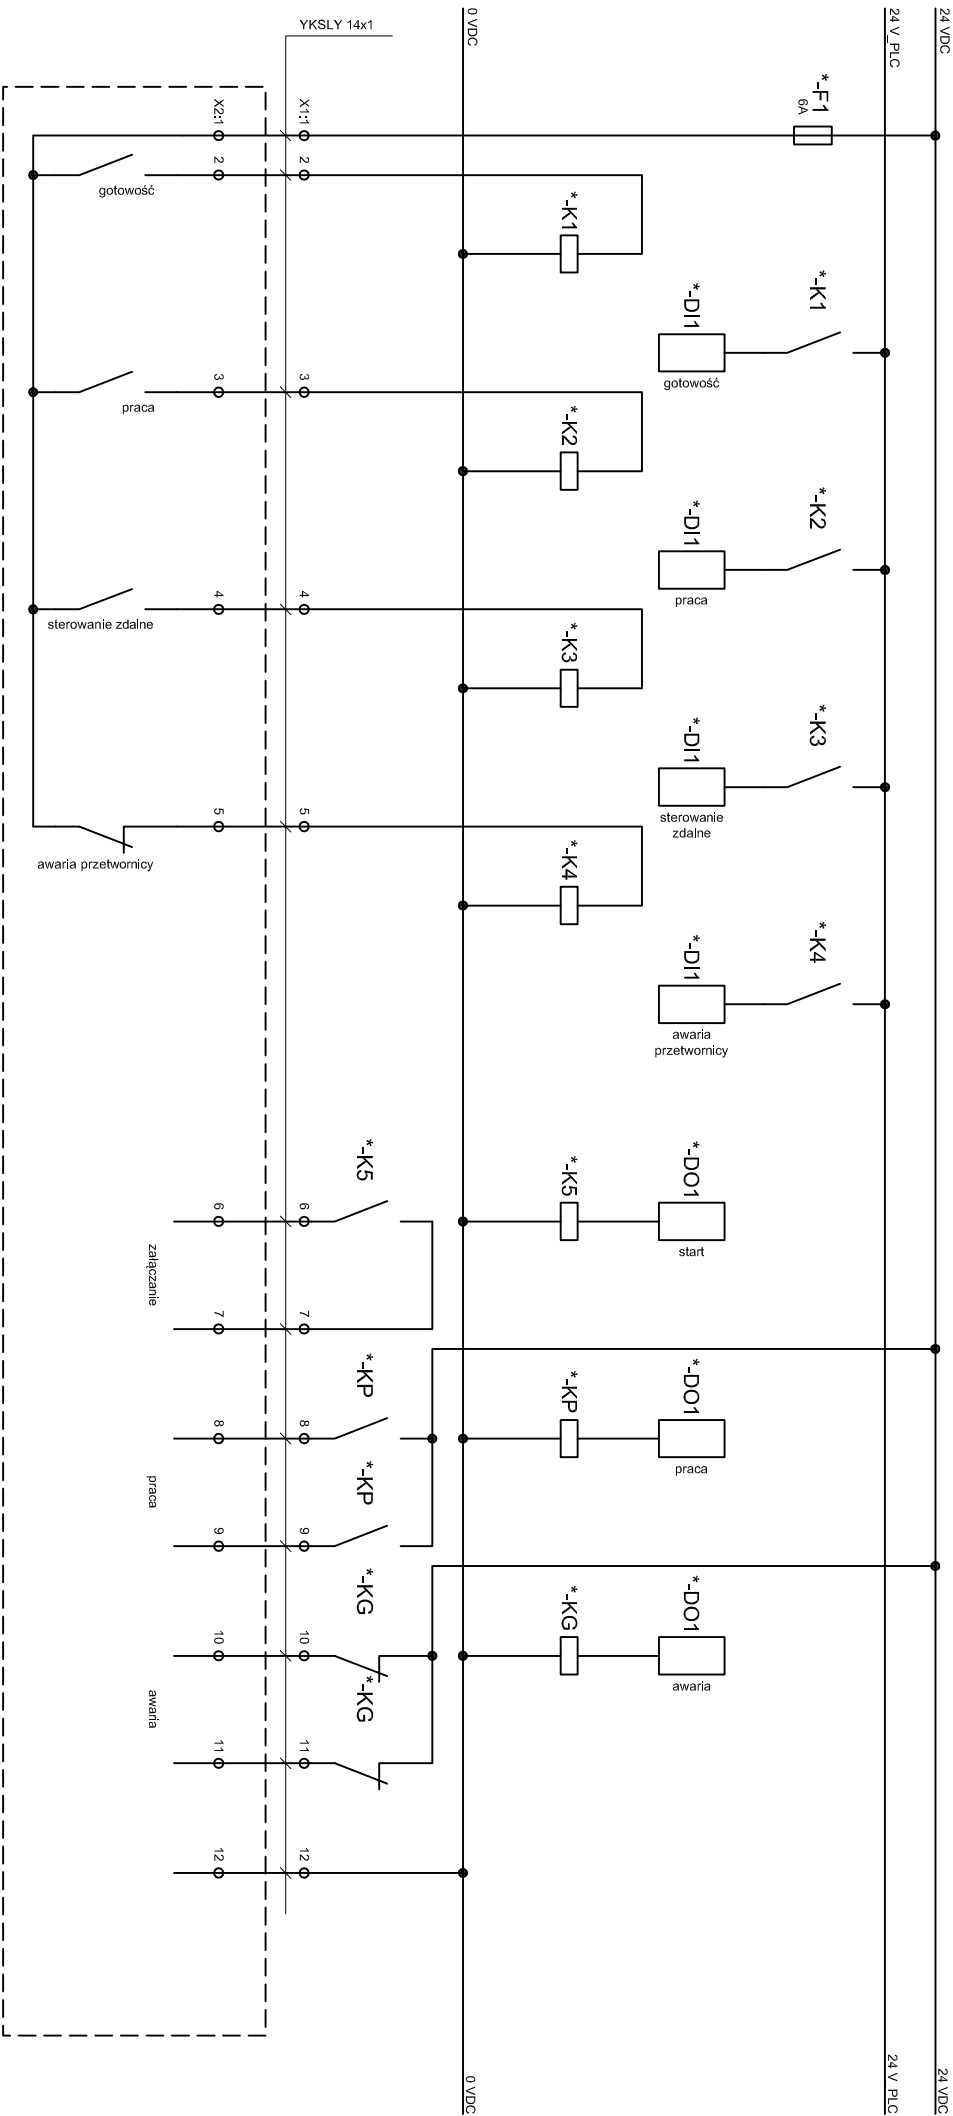 24 VDC
24 V_PLC
0 VDC
YKSLY 14x1
*-F1
6A
X2:1
X1:1
2
2
gotowość
*-K1
*-K1
*-DI1
gotowość
3
3
praca
*-K2
*-K2
*-DI1
praca
4
4
sterowanie zdalne
*-K3
*-K3
*-DI1
sterowanie
zdalne
5
5
awaria przetwornicy
*-K4
*-K4
*-DI1
awaria
przetwornicy
*-K5
*-K5
*-DO1
start
6
6
załączanie
7
7
*-KP
*-KP
*-DO1
praca
8
8
praca
*-KP
9
9
*-KG
*-KG
*-DO1
awaria
10
10
awaria
*-KG
11
11
12
12
0 VDC
24 V_PLC
24 VDC